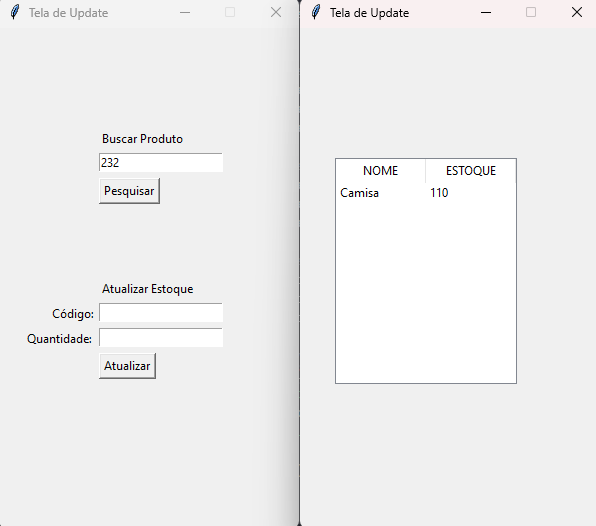 Tela de Update
Buscar Produto
232
Pesquisar
Atualizar Estoque
Código:
Quantidade:
Atualizar
Tela de Update
NOME ESTOQUE
Camisa 110